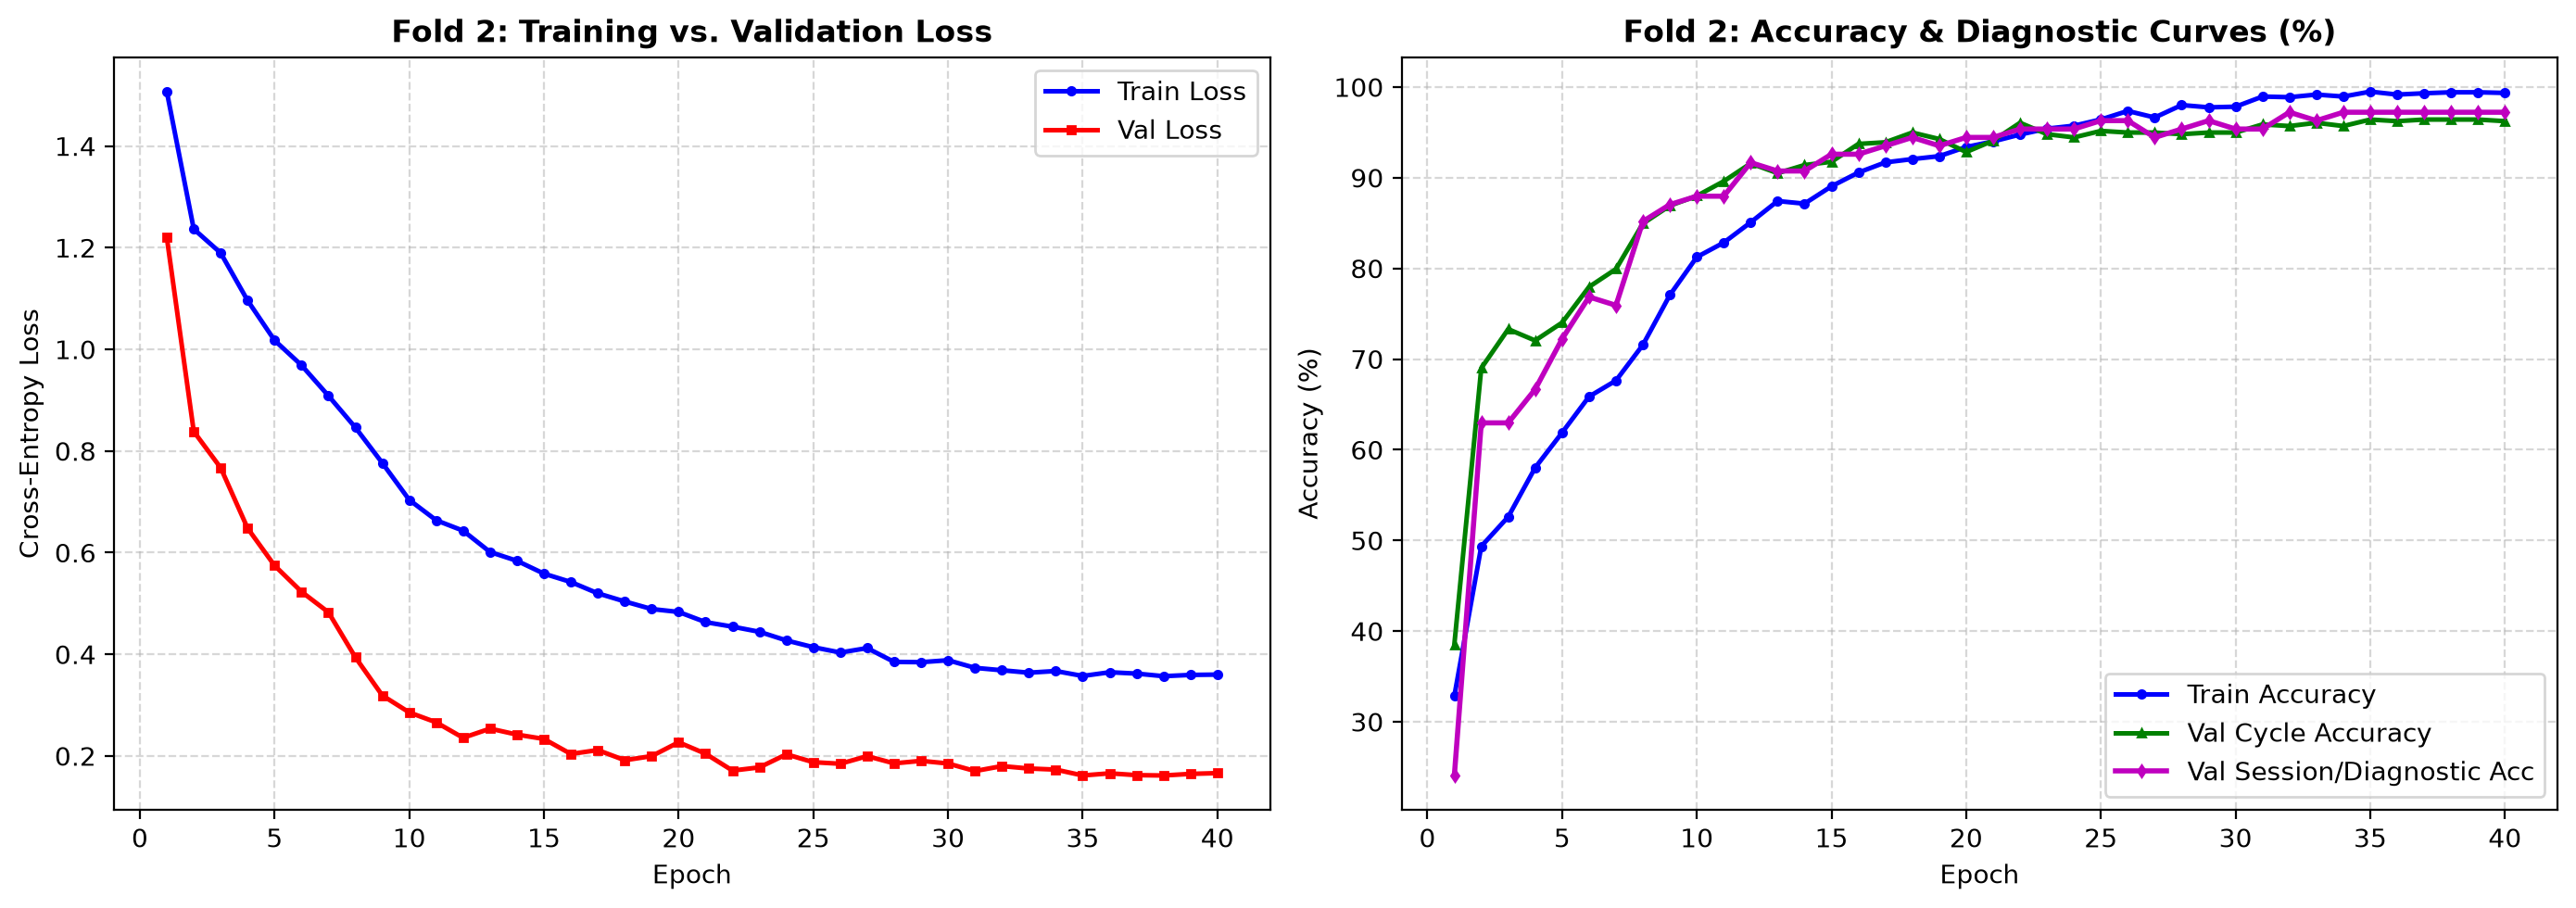 Fold 2: Training vs. Validation Loss
Cross-Entropy Loss
1.4
1.2
1.0
0.8
0.6
0.4
0.2
Train Loss
Val Loss
0 5 10 15 20 25 30 35 40
Epoch
Fold 2: Accuracy & Diagnostic Curves (%)
Accuracy (%)
100
90
80
70
60
50
40
30
Train Accuracy
Val Cycle Accuracy
Val Session/Diagnostic Acc
0 5 10 15 20 25 30 35 40
Epoch